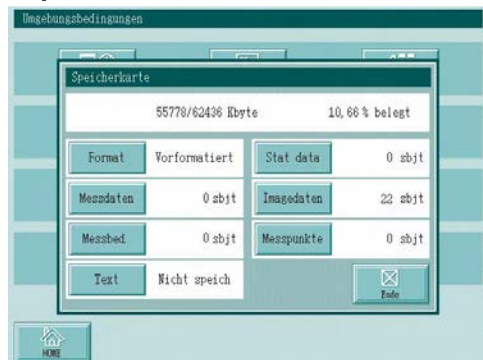 Umgebungsbedingungen
Speicherkarte
55778/62436 Kbyte 10,66 % belegt
Format Vorformatiert Stat data 0 sbjt
Messdaten 0 sbjt Imagedaten 22 sbjt
Messbed. 0 sbjt Messpunkte 0 sbjt
Text Nicht speich Ende
HOME